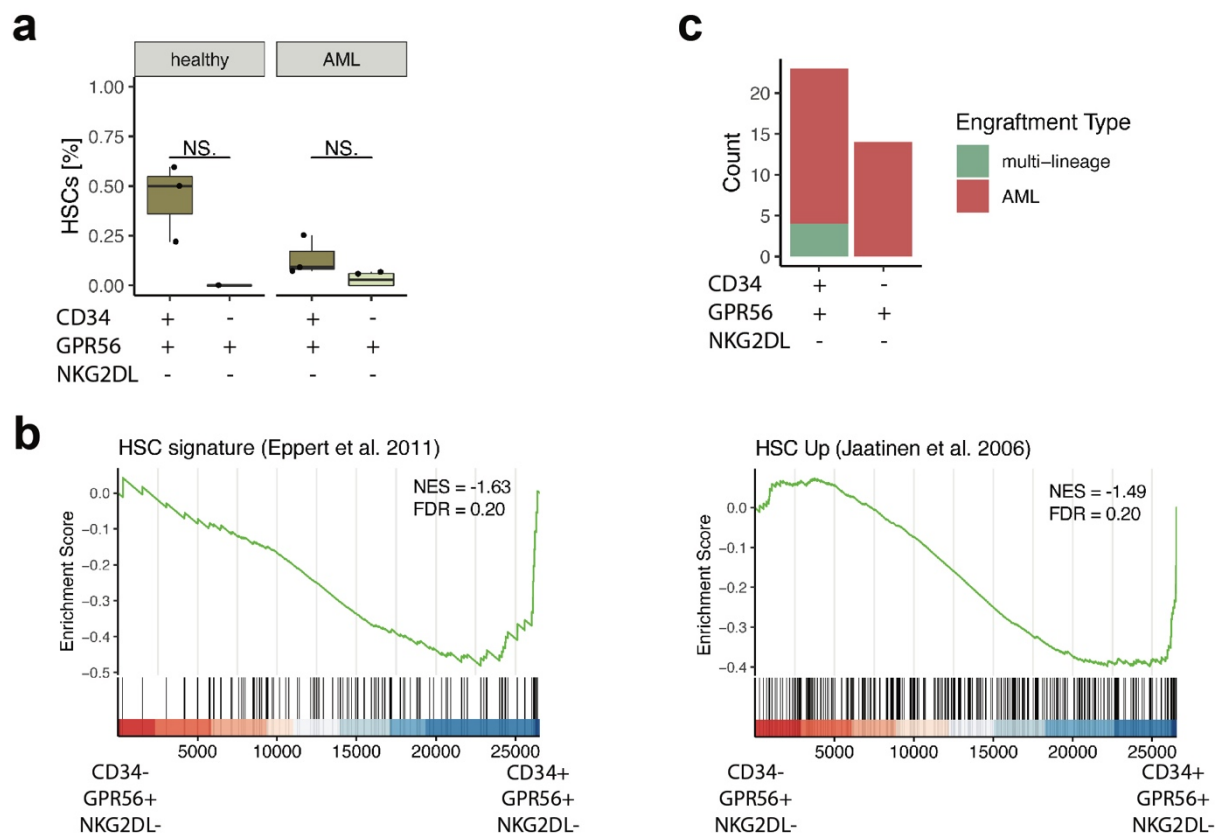 a
healthy
AML
HSCs [%]
1.00
0.75
0.50
0.25
0.00
NS.
NS.
CD34 + - + -
GPR56 + + + +
NKG2DL - - - -
c
Count
20
15
10
5
0
CD34 + -
GPR56 + +
NKG2DL - -
Engraftment Type
multi-lineage
AML
b
HSC signature (Eppert et al. 2011)
NES = -1.63
FDR = 0.20
Enrichment Score
0.0
-0.1
-0.2
-0.3
-0.4
-0.5
5000 10000 15000 20000 25000
CD34- CD34+
GPR56+ GPR56+
NKG2DL- NKG2DL-
HSC Up (Jaatinen et al. 2006)
NES = -1.49
FDR = 0.20
Enrichment Score
0.0
-0.1
-0.2
-0.3
-0.4
5000 10000 15000 20000 25000
CD34- CD34+
GPR56+ GPR56+
NKG2DL- NKG2DL-